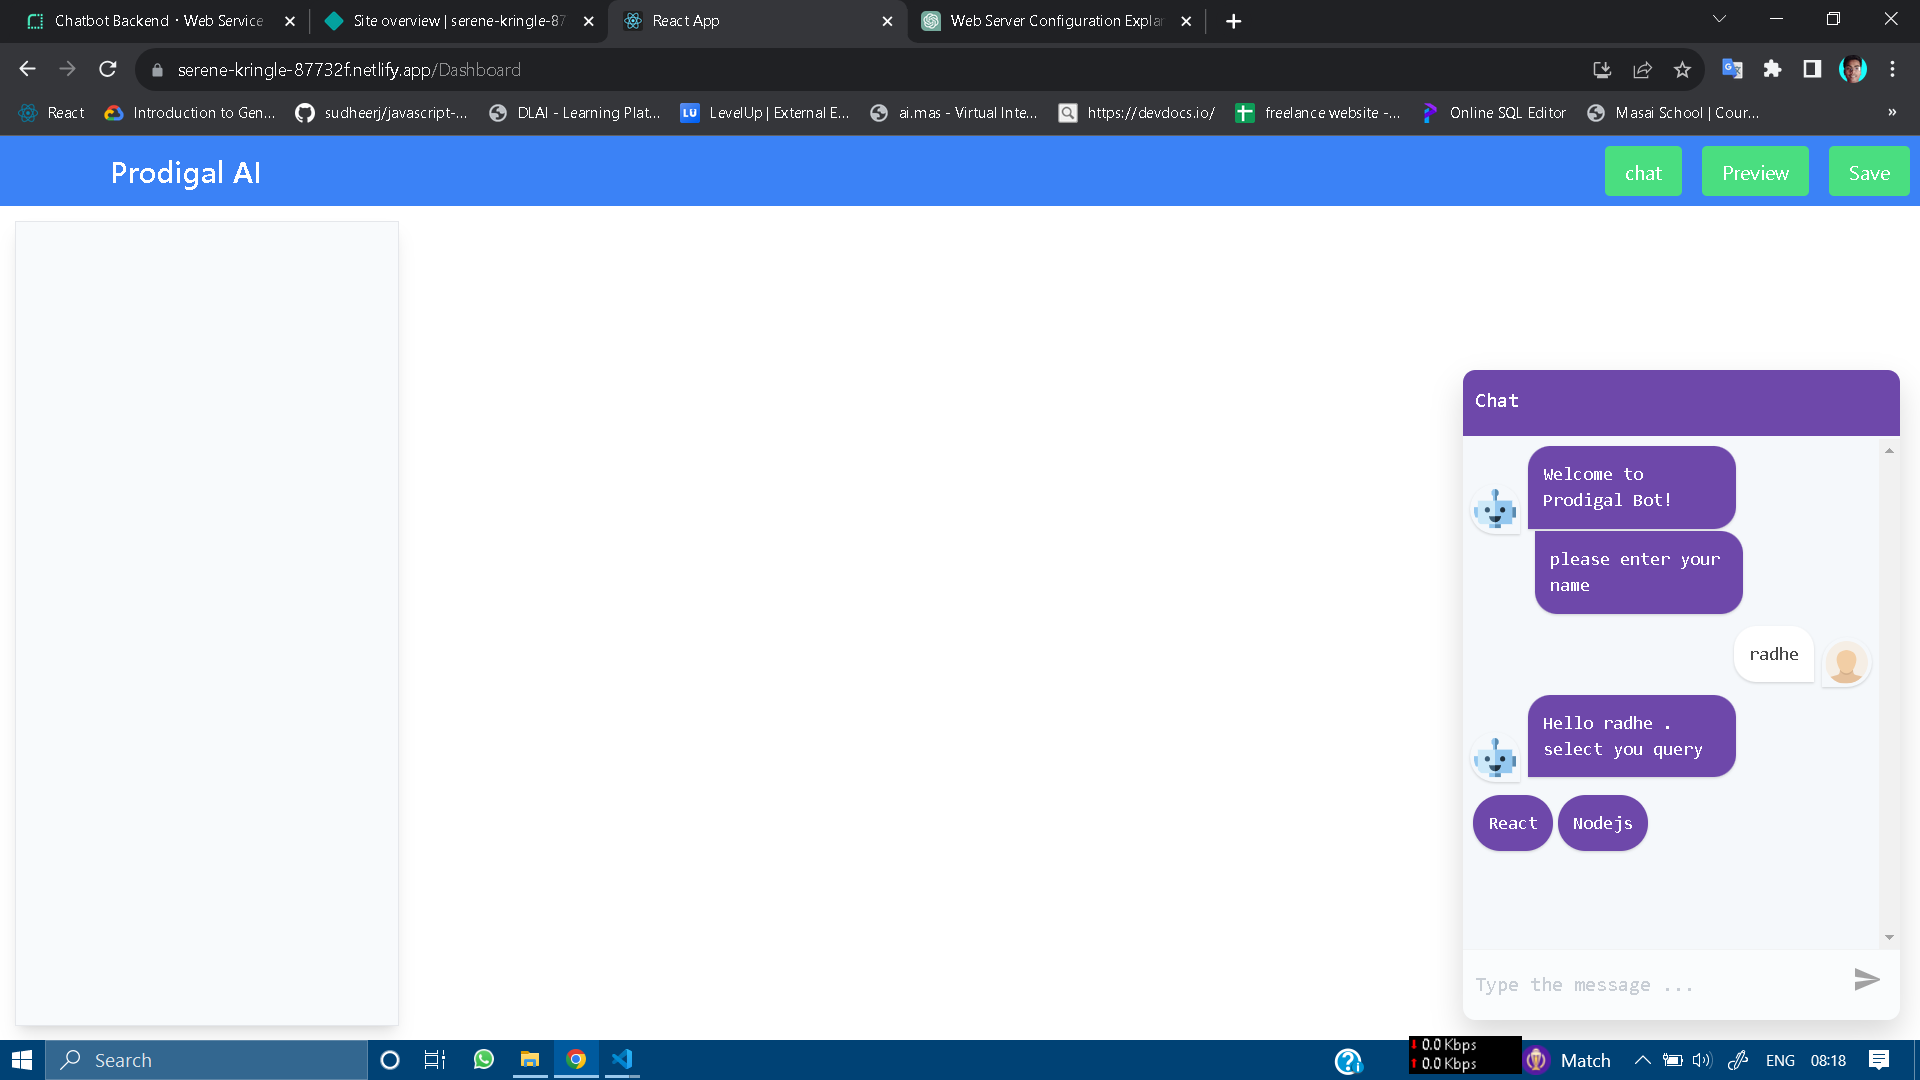 Chatbot Backend · Web Service
Site overview | serene-kringle-87
React App
Web Server Configuration Expla
serene-kringle-87732f.netlify.app/Dashboard
React
Introduction to Gen...
sudheerj/javascript-...
DLAI - Learning Plat...
LU
LevelUp | External E...
ai.mas - Virtual Inte...
https://devdocs.io/
freelance website -...
Online SQL Editor
Masai School | Cour...
»
Prodigal AI
chat
Preview
Save
Chat
Welcome to
Prodigal Bot!
please enter your
name
radhe
Hello radhe .
select you query
React
Nodejs
Type the message ...
Search
0.0 Kbps
0.0 Kbps
Match
ENG
08:18